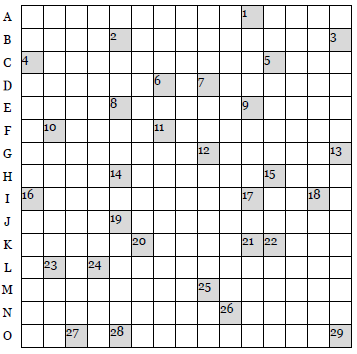 A 1
B 2 3
C 4 5
D 6 7
E 8 9
F 10 11
G 12 13
H 14 15
I 16 17 18
J 19
K 20 21 22
L 23 24
M 25
N 26
O 27 28 29